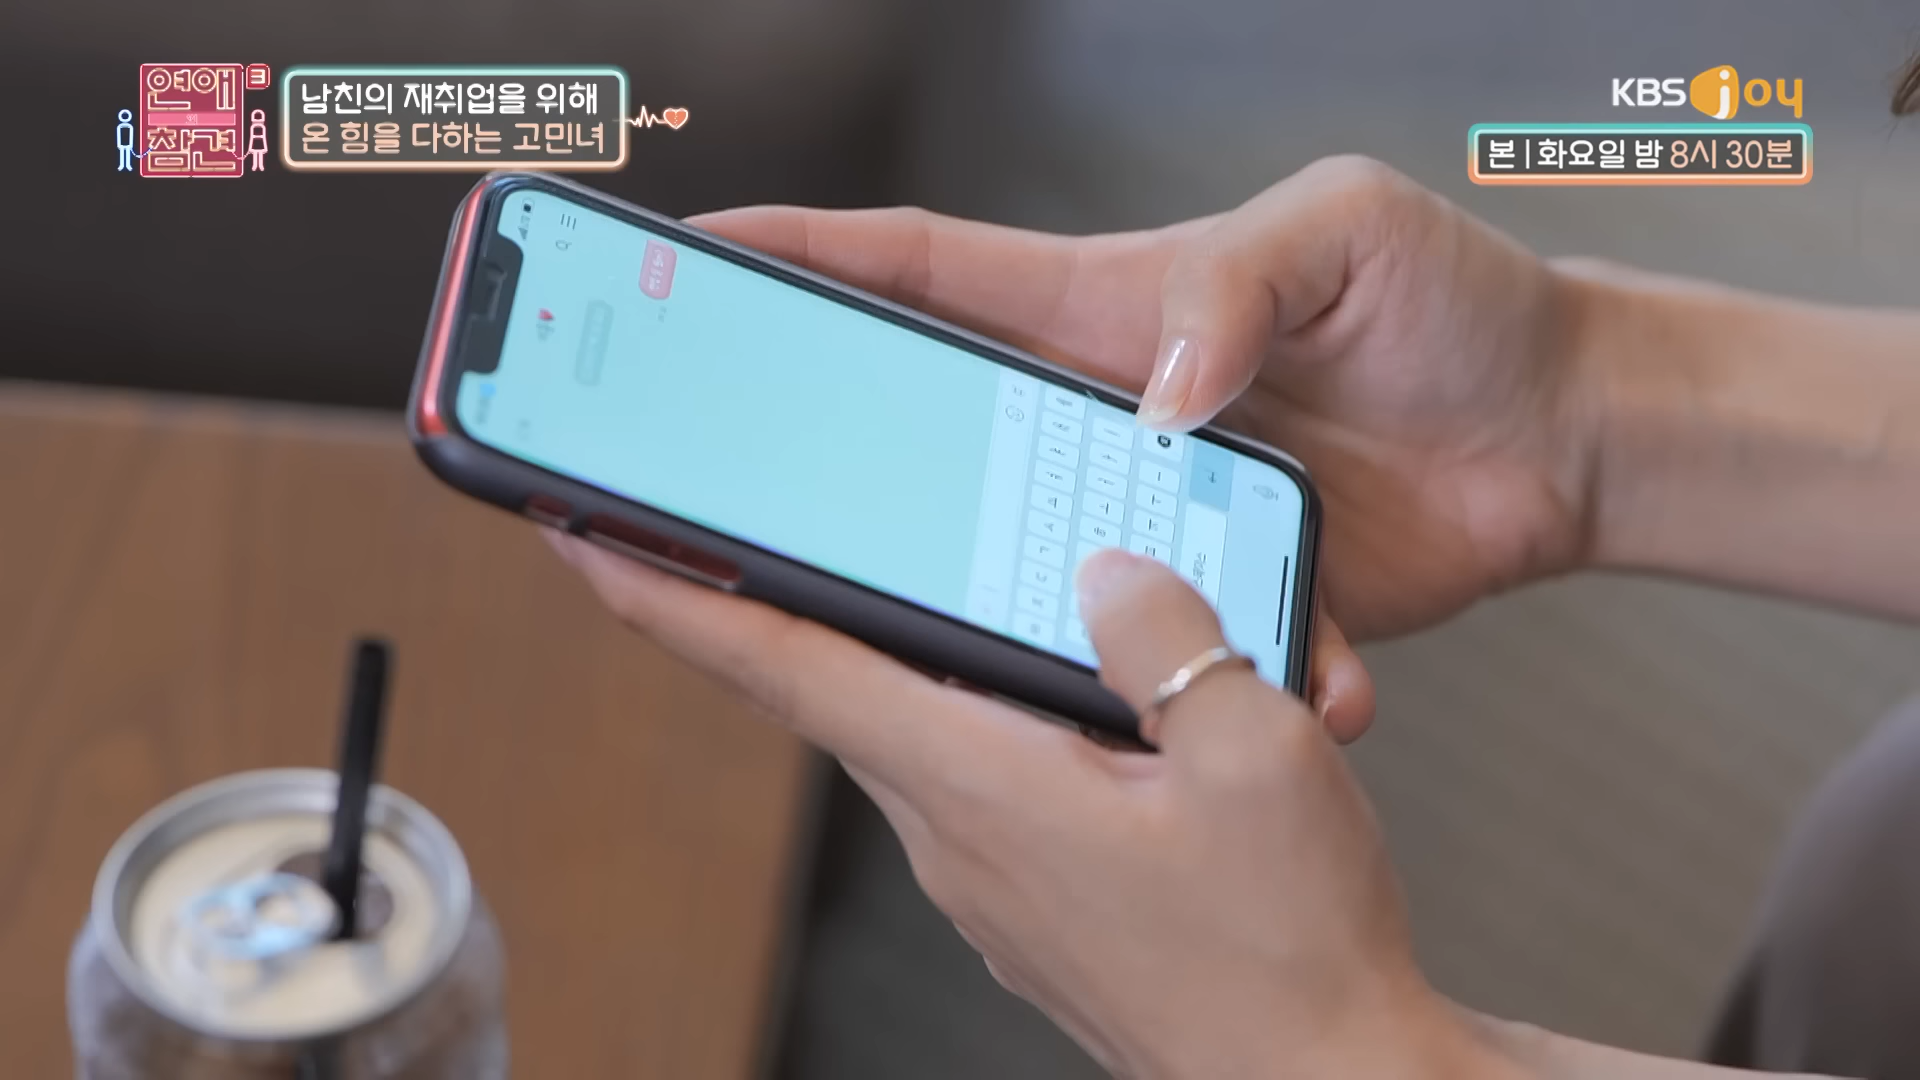 연애의 참견 3
남친의 재취업을 위해
온 힘을 다하는 고민녀
KBS joy
본 | 화요일 밤 8시 30분